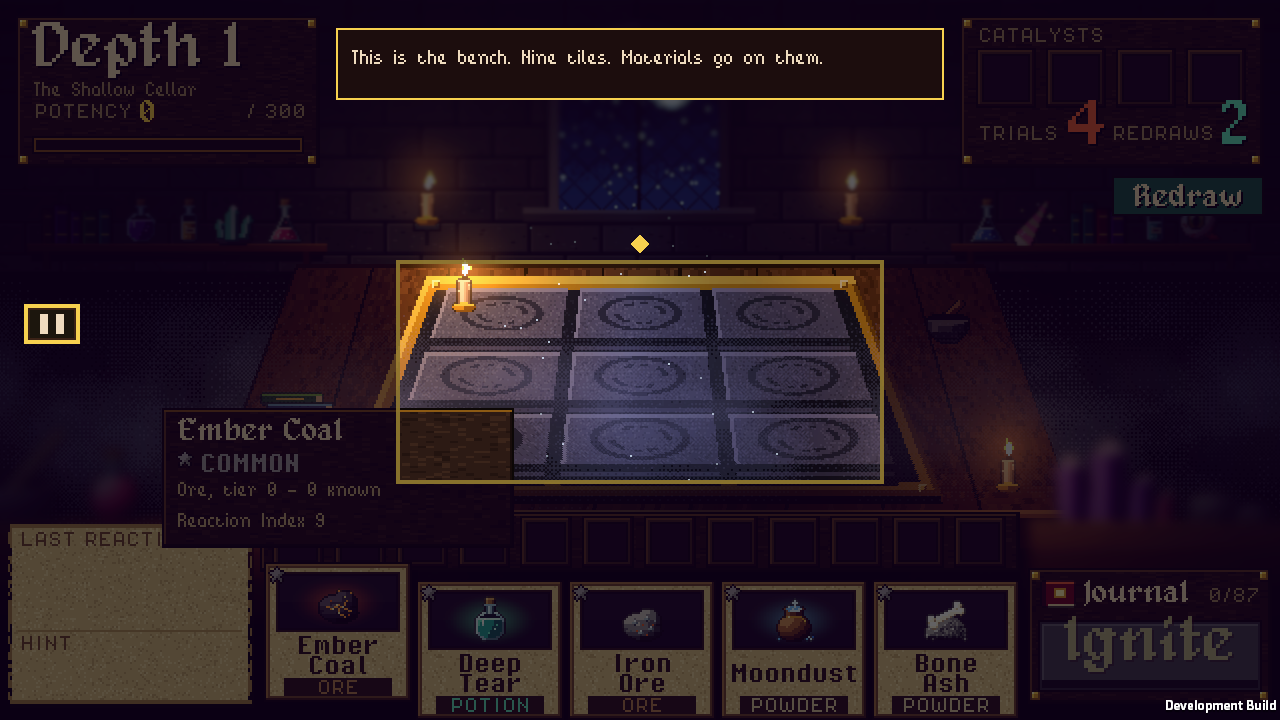 Depth 1
The Shallow Cellar
POTENCY 0 / 300
This is the bench. Nine tiles. Materials go on them.
CATALYSTS
TRIALS 4 REDRAWS 2
Redraw
Ember Coal
COMMON
Ore, tier 0 - 0 known
Reaction Index 9
LAST REACTI
HINT
Ember
Coal
ORE
Deep
Tear
POTION
Iron
Ore
ORE
Moondust
POWDER
Bone
Ash
POWDER
Journal 0/87
Ignite
Development Build